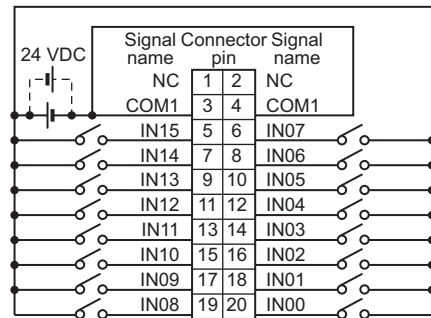 Signal Connector Signal
24 VDC name pin name
NC 1 2 NC
COM1 3 4 COM1
IN15 5 6 IN07
IN14 7 8 IN06
IN13 9 10 IN05
IN12 11 12 IN04
IN11 13 14 IN03
IN10 15 16 IN02
IN09 17 18 IN01
IN08 19 20 IN00